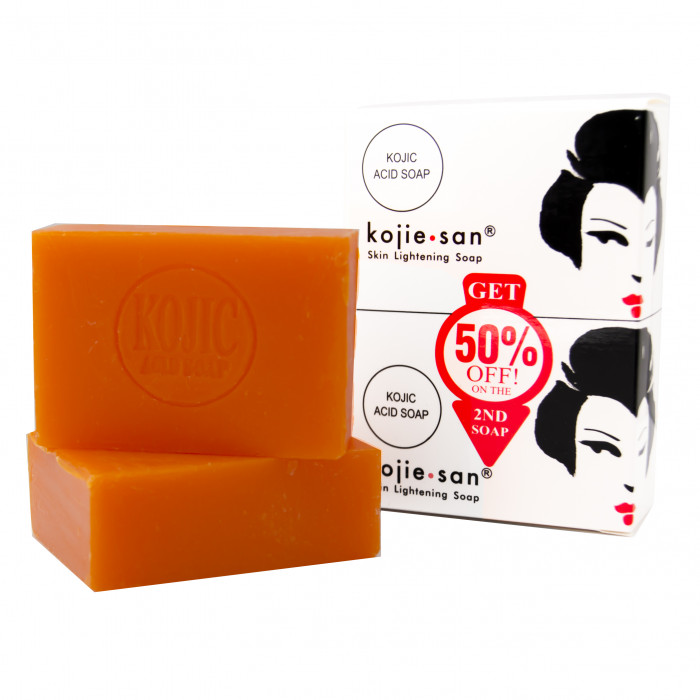 KOJIC
ACID SOAP
KOJIC
ACID SOAP
kojie.san®
Skin Lightening Soap
GET
50%
OFF!
ON THE
2ND
SOAP
KOJIC
ACID SOAP
ojie.san®
en Lightening Soap